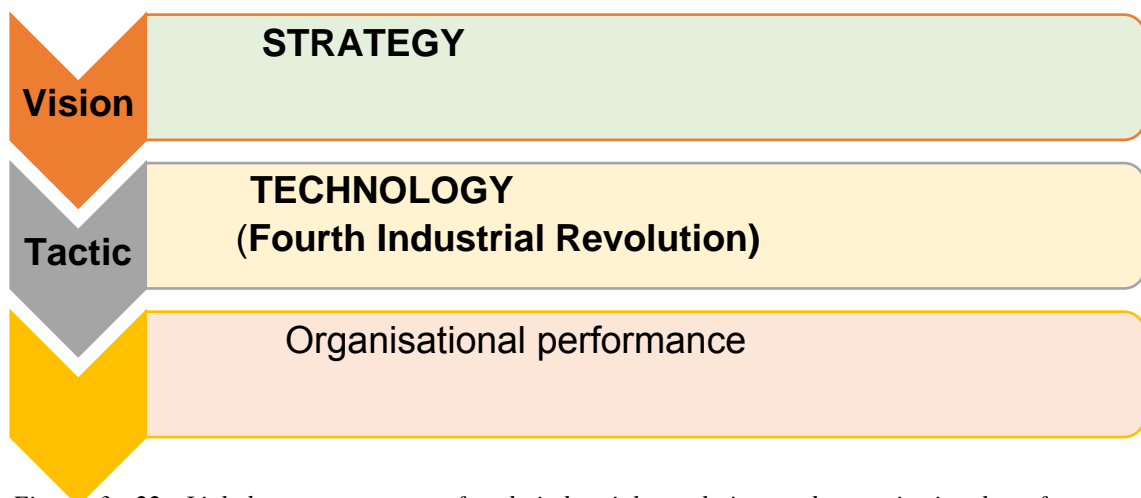 STRATEGY
Vision
TECHNOLOGY
(Fourth Industrial Revolution)
Tactic
Organisational performance